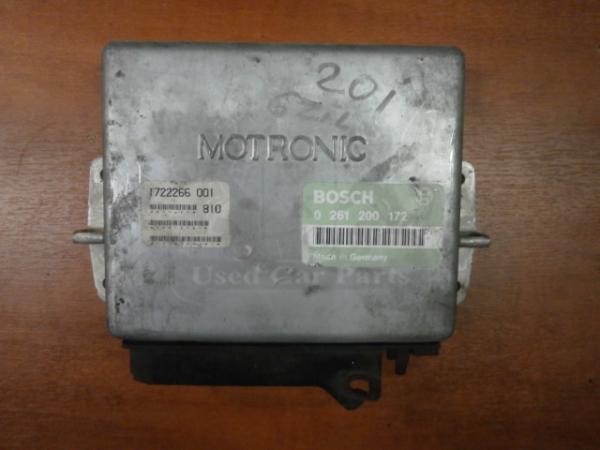 201
MOTRONIC
1722266 001
810
BOSCH
0 261 200 172
Made in Germany
Used Car Parts